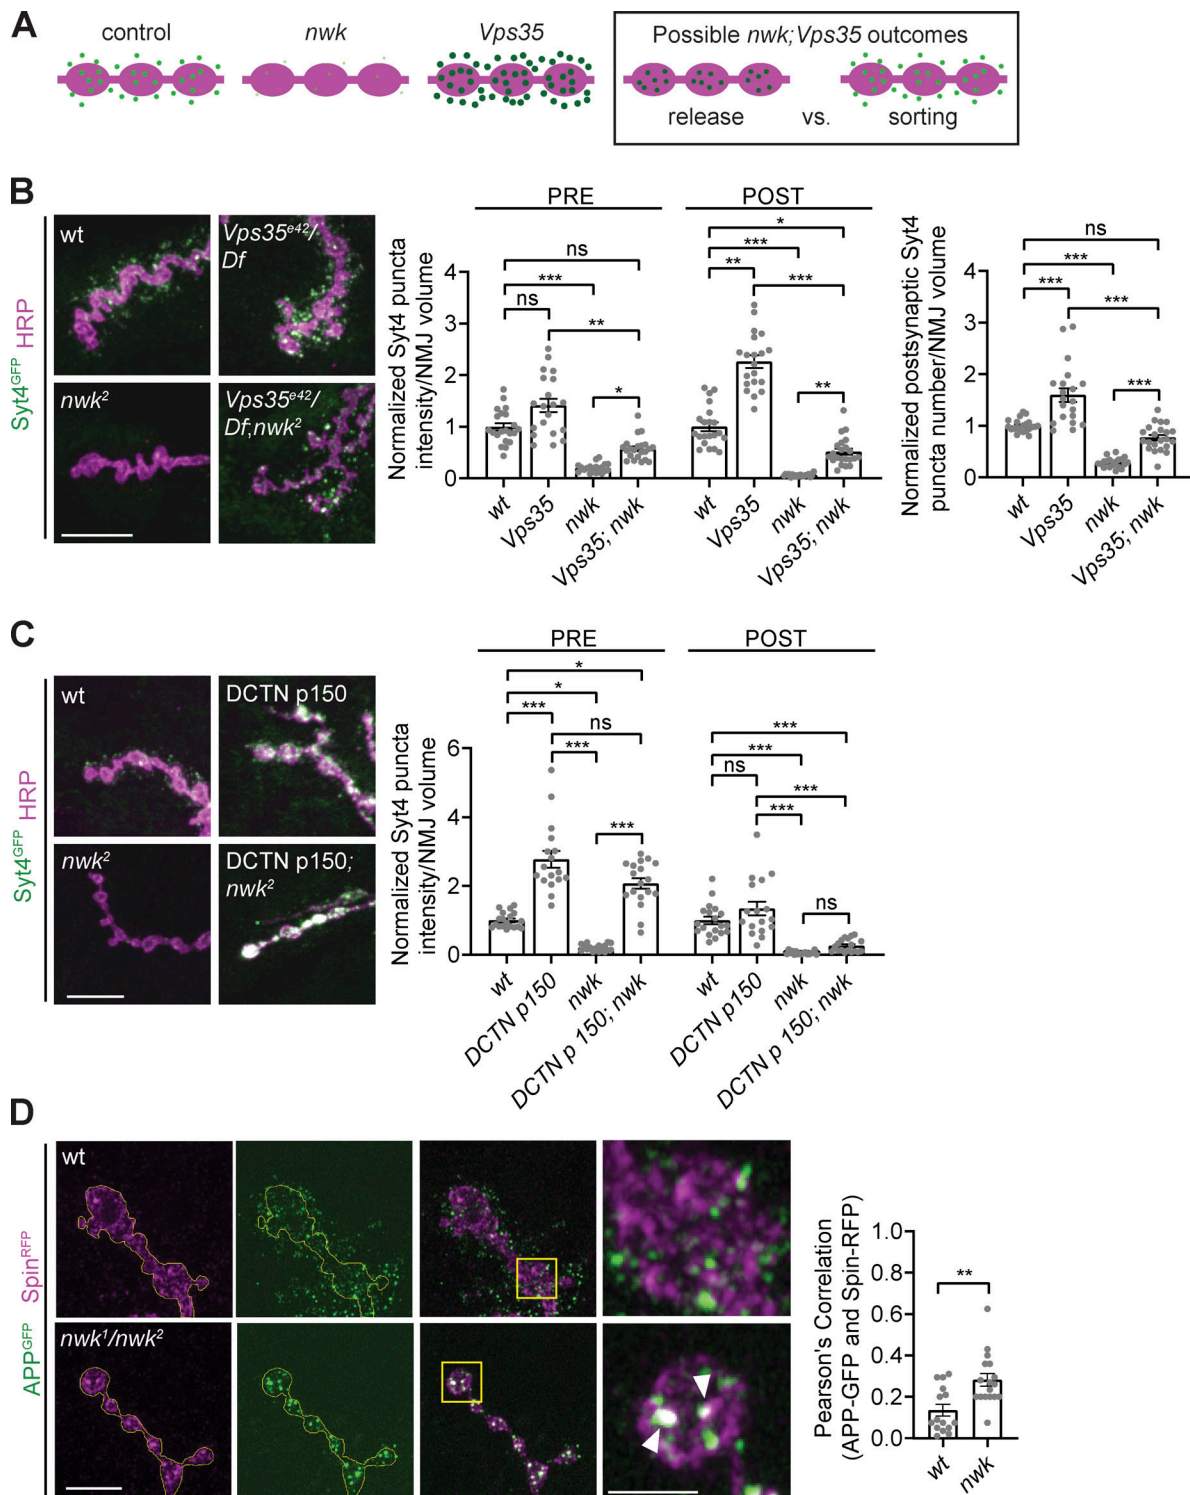 A
control
nwk
Vps35
Possible nwk;Vps35 outcomes
release vs. sorting
B
Syt4GFP HRP
wt
Vps35e42/
Df
nwk2
Vps35e42/
Df;nwk2
Normalized Syt4 puncta
intensity/NMJ volume
PRE
POST
ns
***
ns
**
*
*
***
**
***
**
4
3
2
1
0
wt
Vps35
nwk
Vps35; nwk
wt
Vps35
nwk
Vps35; nwk
Normalized postsynaptic Syt4
puncta number/NMJ volume
ns
***
***
***
***
4
3
2
1
0
wt
Vps35
nwk
Vps35; nwk
C
Syt4GFP HRP
wt
DCTN p150
nwk2
DCTN p150;
nwk2
Normalized Syt4 puncta
intensity/NMJ volume
PRE
POST
*
*
***
ns
***
***
***
***
ns
***
***
ns
6
4
2
0
wt
DCTN p150
nwk
DCTN p 150; nwk
wt
DCTN p150
nwk
DCTN p 150; nwk
D
APPGFP SpinRFP
wt
nwk1/nwk2
Pearson's Correlation
(APP-GFP and Spin-RFP)
**
1.0
0.8
0.6
0.4
0.2
0.0
wt
nwk